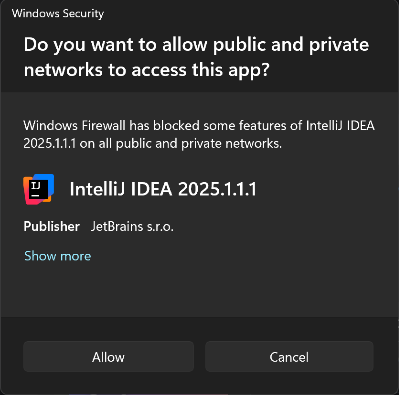 Windows Security
Do you want to allow public and private
networks to access this app?
Windows Firewall has blocked some features of IntelliJ IDEA
2025.1.1.1 on all public and private networks.
IJ
IntelliJ IDEA 2025.1.1.1
Publisher JetBrains s.r.o.
Show more
Allow Cancel